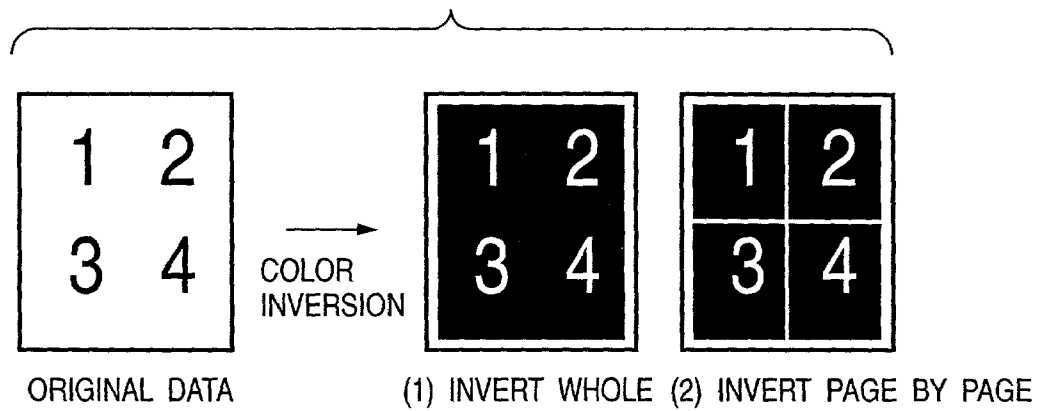 1 2
3 4
COLOR
INVERSION
1 2
3 4
1 2
3 4
ORIGINAL DATA
(1) INVERT WHOLE
(2) INVERT PAGE BY PAGE